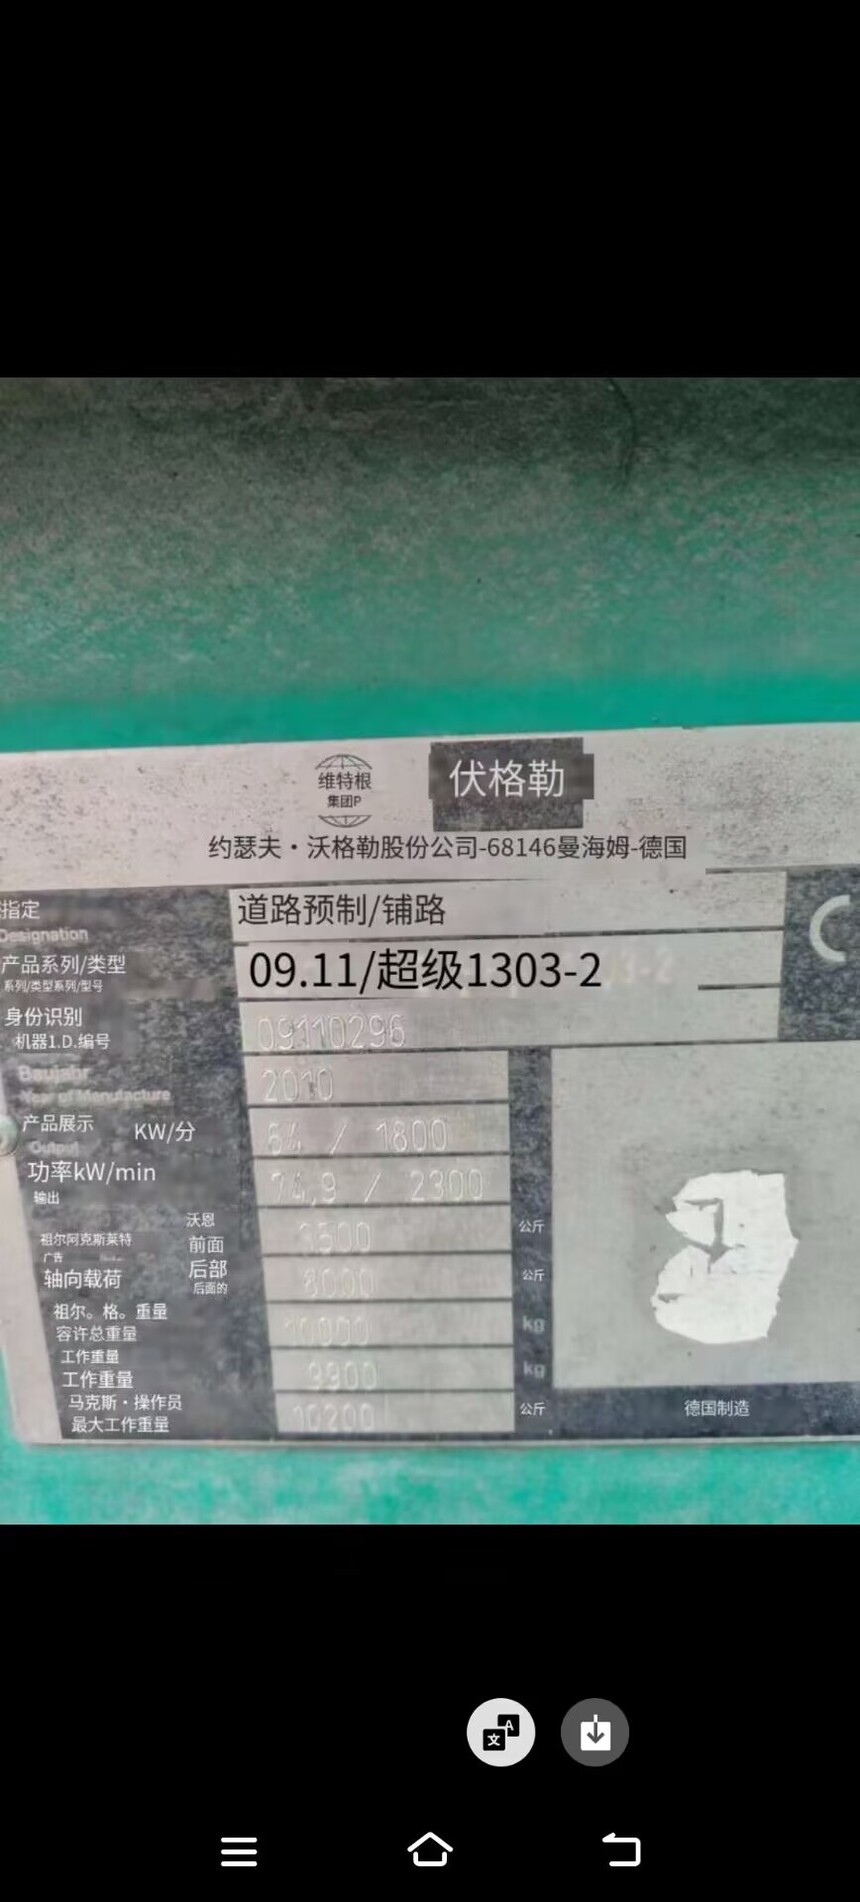 维特根
集团P
伏格勒
约瑟夫·沃格勒股份公司-68146曼海姆-德国
指定
Designation
道路预制/铺路
产品系列/类型
系列/类型系列/型号
09.11/超级1303-2
身份识别
机器1.D.编号
09110296
Baujahr
Year of Manufacture
2010
产品展示 KW/分
Output
64 / 1800
功率kW/min
输出
74,9 / 2300
沃恩
祖尔阿克斯莱特 前面
3500 公斤
广告
轴向载荷 后部
后面的
8000 公斤
祖尔。格。重量
容许总重量
10000 kg
工作重量
工作重量
9900 kg
马克斯·操作员
最大工作重量
10200 公斤
C
德国制造